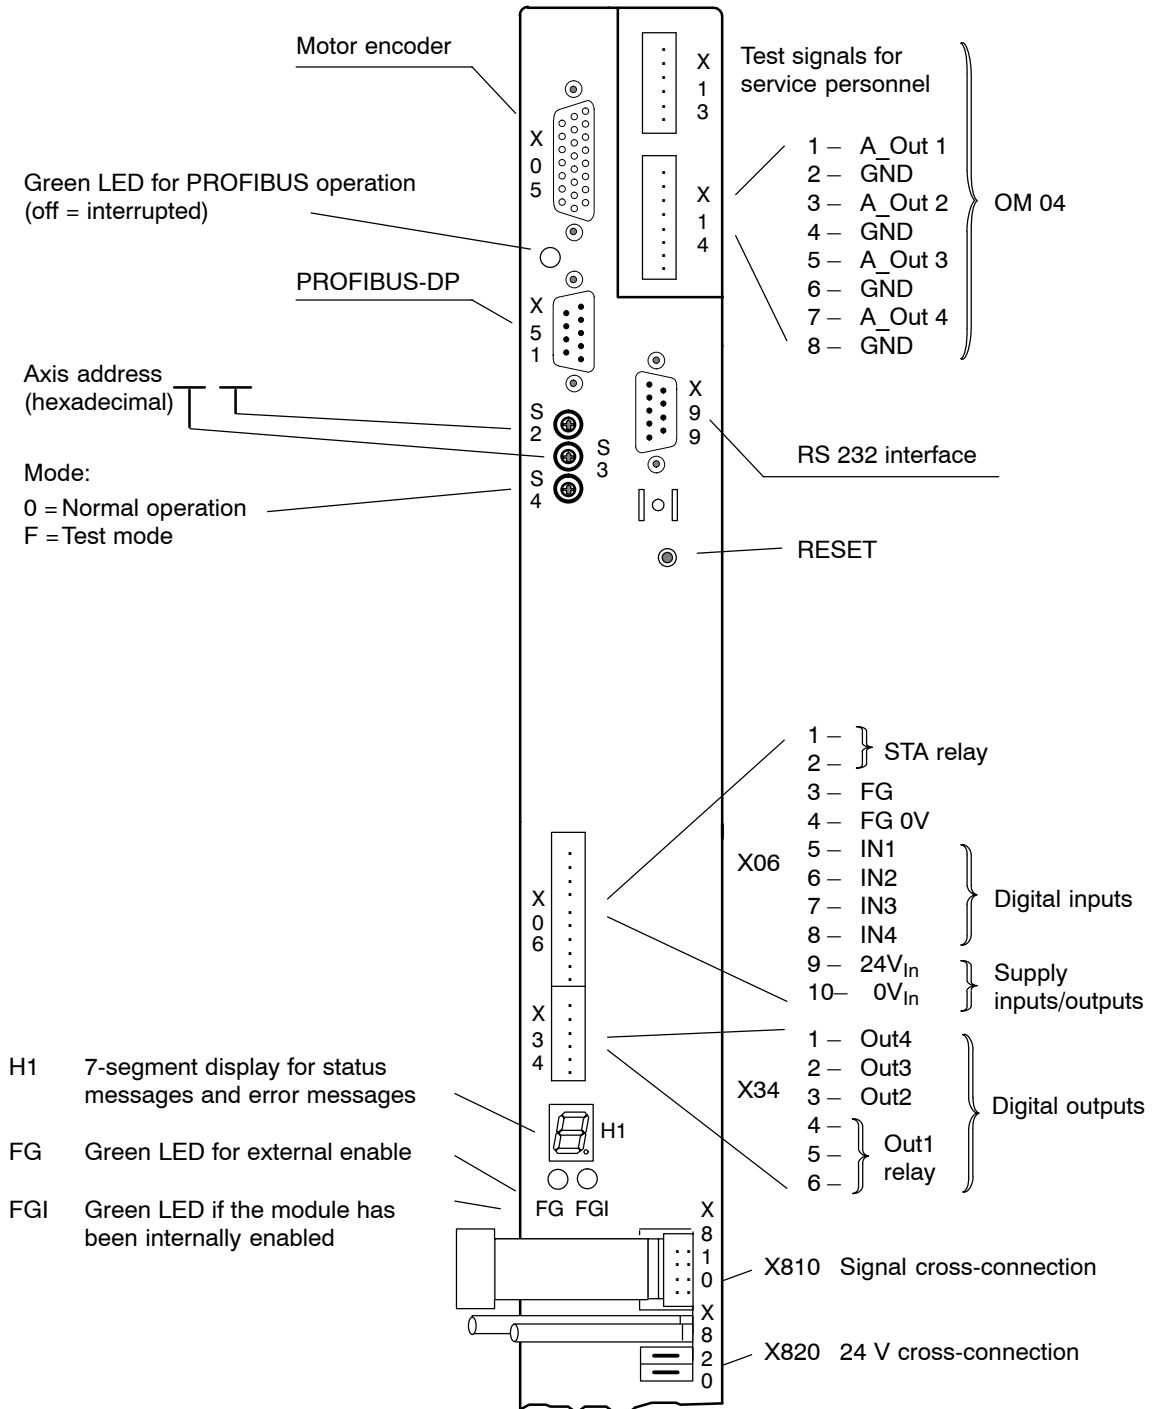 Motor encoder
Green LED for PROFIBUS operation
(off = interrupted)
PROFIBUS-DP
Axis address
(hexadecimal)
Mode:
0 = Normal operation
F = Test mode
X
0
5
X
5
1
S
2
S
3
S
4
X
1
3
X
1
4
X
9
9
Test signals for
service personnel
1 – A_Out 1
2 – GND
3 – A_Out 2
4 – GND
5 – A_Out 3
6 – GND
7 – A_Out 4
8 – GND
OM 04
RS 232 interface
RESET
X06
1 –
2 –
STA relay
3 – FG
4 – FG 0V
5 – IN1
6 – IN2
7 – IN3
8 – IN4
Digital inputs
9 – 24VIn
10– 0VIn
Supply
inputs/outputs
X34
1 – Out4
2 – Out3
3 – Out2
4 –
5 –
6 –
Out1
relay
Digital outputs
X
0
6
X
3
4
H1 7-segment display for status
messages and error messages
FG Green LED for external enable
FGI Green LED if the module has
been internally enabled
H1
FG FGI
X
8
1
0
X
8
2
0
X810 Signal cross-connection
X820 24 V cross-connection